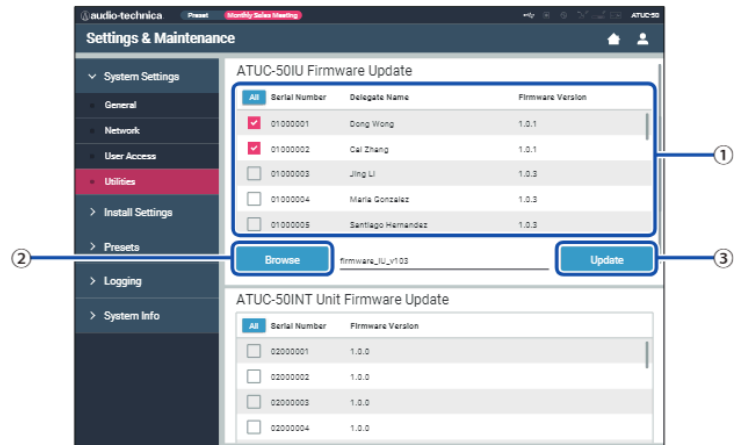 audio-technica Preset Monthly Sales Meeting ATUC-50
Settings & Maintenance
System Settings
General
Network
User Access
Utilities
Install Settings
Presets
Logging
System Info
ATUC-50IU Firmware Update
All Serial Number Delegate Name Firmware Version
01000001 Dong Wong 1.0.1
01000002 Cai Zhang 1.0.1
01000003 Jing Li 1.0.3
01000004 Maria Gonzalez 1.0.3
01000005 Santiago Hernandez 1.0.3
①
② Browse firmware_IU_v103 Update ③
ATUC-50INT Unit Firmware Update
All Serial Number Firmware Version
02000001 1.0.0
02000002 1.0.0
02000003 1.0.0
02000004 1.0.0